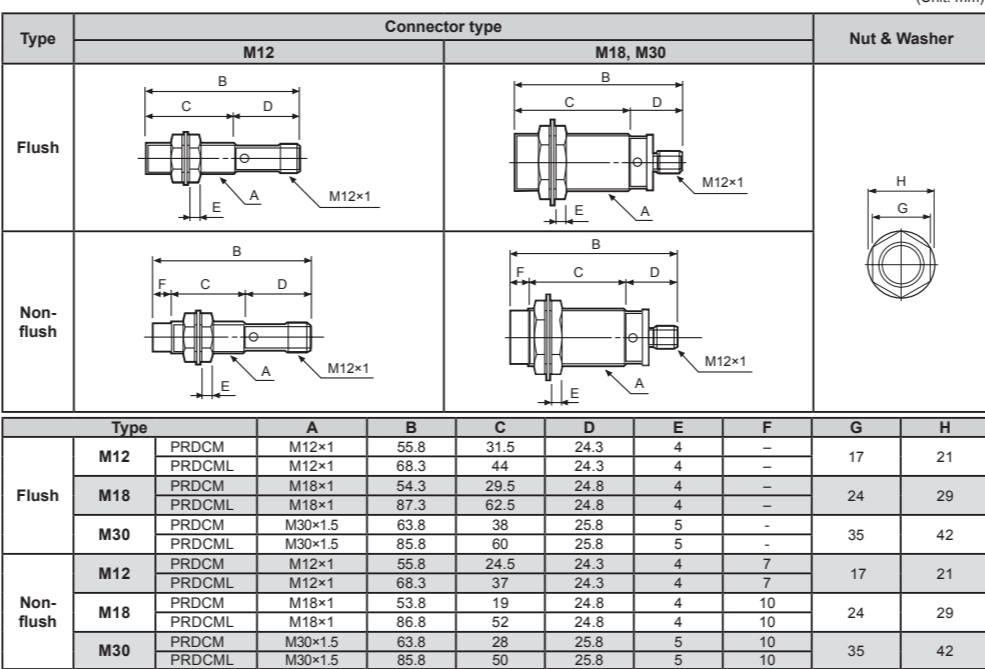 (Unit: mm)
Type Connector type Nut & Washer
M12 M18, M30
Flush
B
C D
E A M12×1
B
C D
E A M12×1
H
G
Non-
flush
B
F C D
E A M12×1
B
F C D
E A M12×1
Type A B C D E F G H
Flush M12 PRDCM M12×1 55.8 31.5 24.3 4 – 17 21
PRDCML M12×1 68.3 44 24.3 4 –
M18 PRDCM M18×1 54.3 29.5 24.8 4 – 24 29
PRDCML M18×1 87.3 62.5 24.8 4 –
M30 PRDCM M30×1.5 63.8 38 25.8 5 - 35 42
PRDCML M30×1.5 85.8 60 25.8 5 -
Non-
flush M12 PRDCM M12×1 55.8 24.5 24.3 4 7 17 21
PRDCML M12×1 68.3 37 24.3 4 7
M18 PRDCM M18×1 53.8 19 24.8 4 10 24 29
PRDCML M18×1 86.8 52 24.8 4 10
M30 PRDCM M30×1.5 63.8 28 25.8 5 10 35 42
PRDCML M30×1.5 85.8 50 25.8 5 10